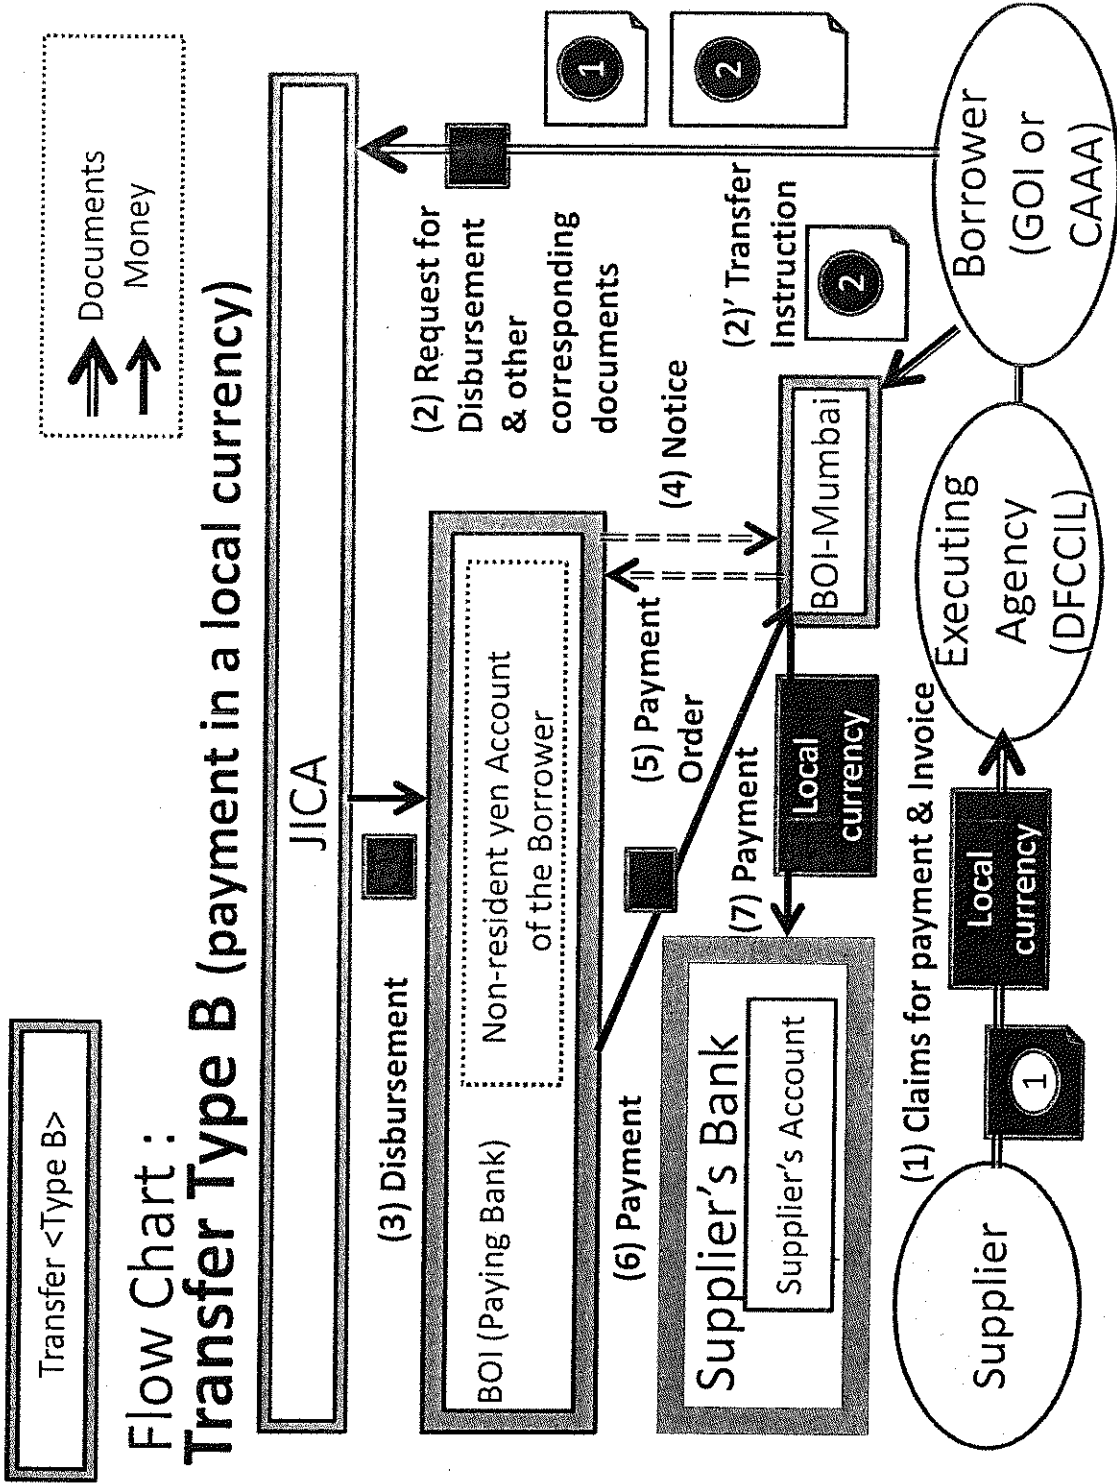 Transfer <Type B>
Flow Chart :
Transfer Type B (payment in a local currency)
Documents
Money
JICA
(3) Disbursement
(2) Request for
Disbursement
& other
corresponding
documents
1
2
BOI (Paying Bank)
Non-resident yen Account
of the Borrower
(6) Payment
(5) Payment
Order
(4) Notice
(2)' Transfer
Instruction
2
Supplier's Bank
Supplier's Account
(7) Payment
Local
currency
BOI-Mumbai
(1) Claims for payment & Invoice
Supplier
1
Local
currency
Executing
Agency
(DFCCIL)
Borrower
(GOI or
CAAA)